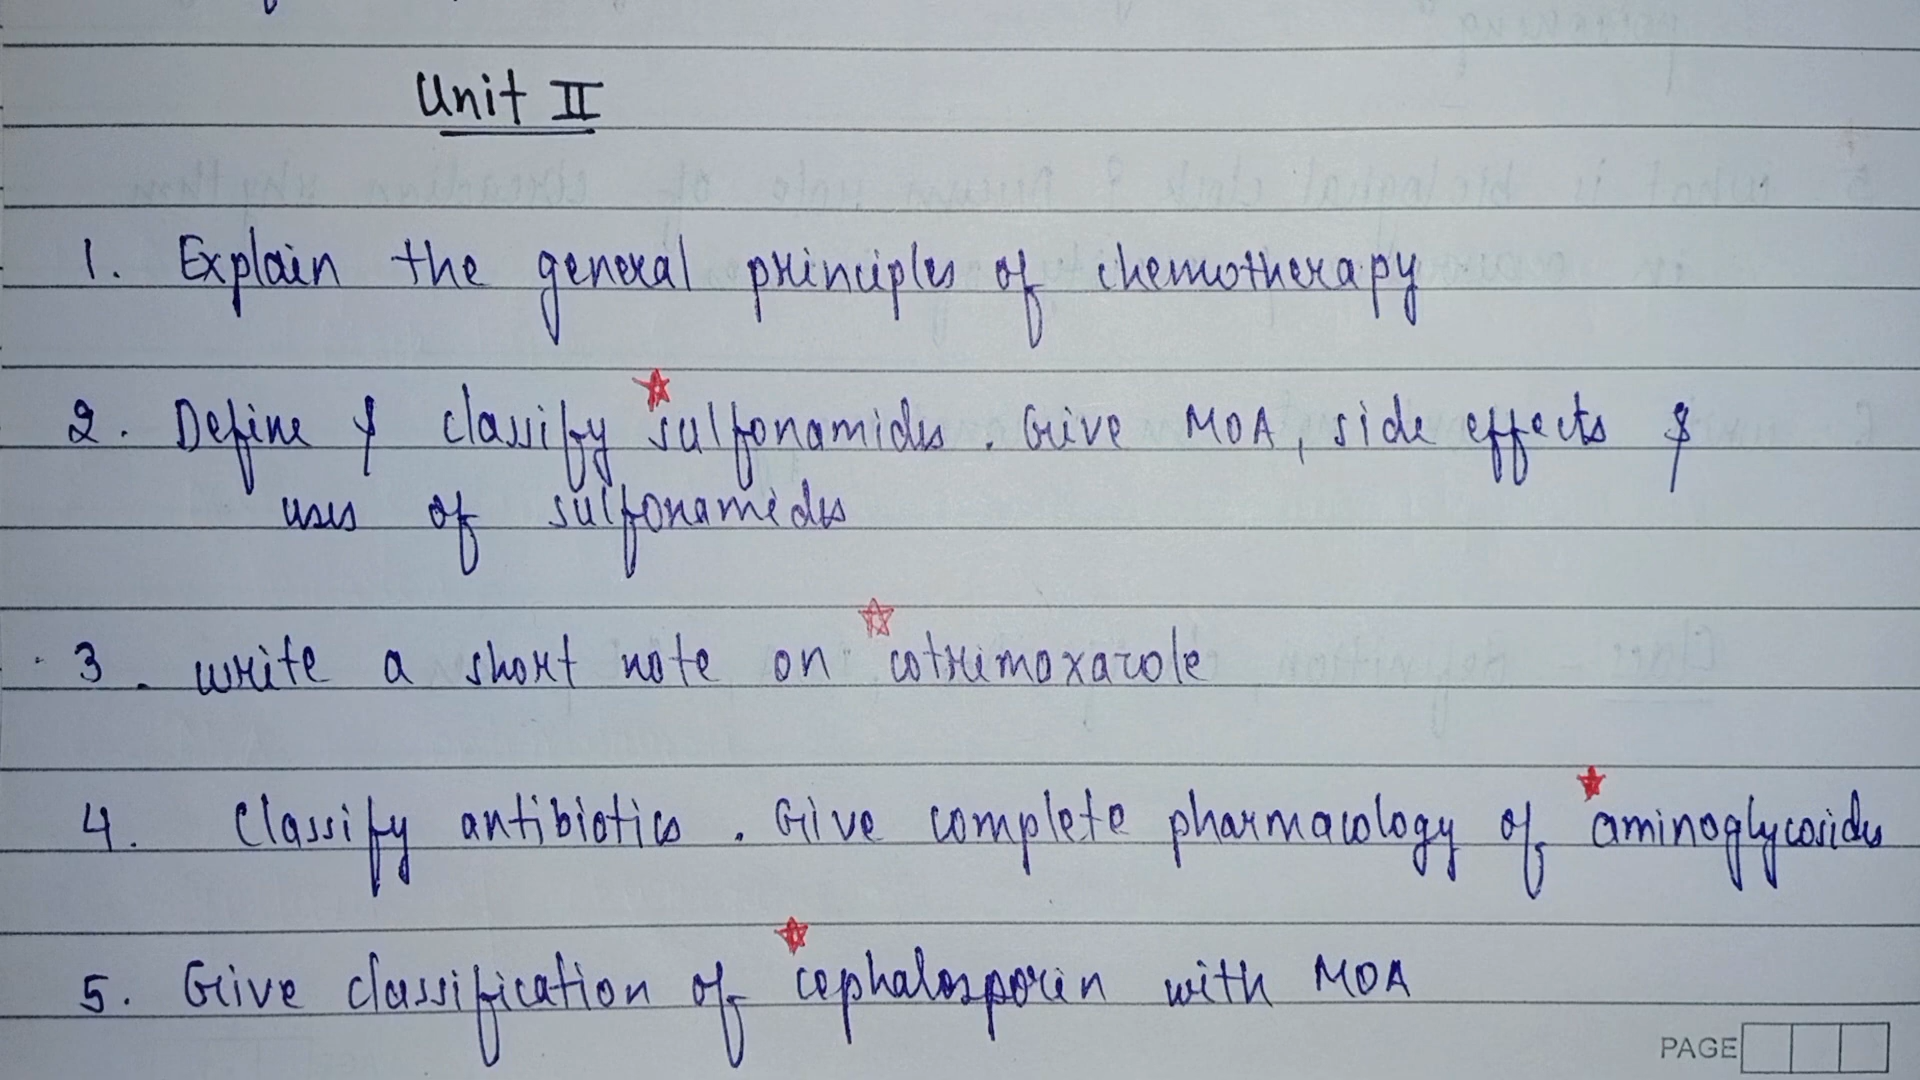 Unit II
1. Explain the general principles of chemotherapy
2. Define & classify sulfonamides. Give MOA, side effects &
uses of sulfonamides
3. write a short note on cotrimoxazole
4. Classify antibiotics. Give complete pharmacology of aminoglycosides
5. Give classification of cephalosporin with MOA
PAGE